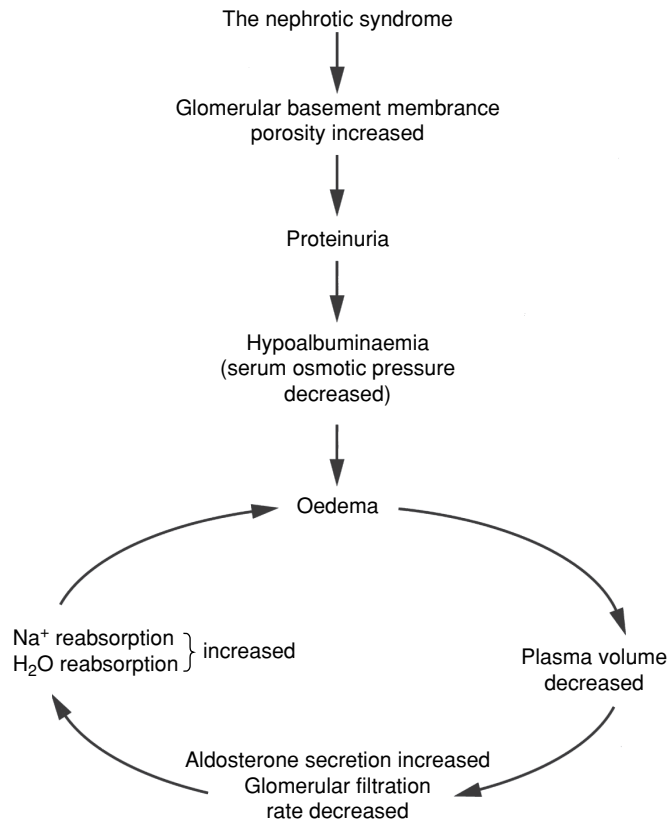 The nephrotic syndrome
Glomerular basement membrance
porosity increased
Proteinuria
Hypoalbuminaemia
(serum osmotic pressure
decreased)
Oedema
Na⁺ reabsorption
H₂O reabsorption
} increased
Plasma volume
decreased
Aldosterone secretion increased
Glomerular filtration
rate decreased